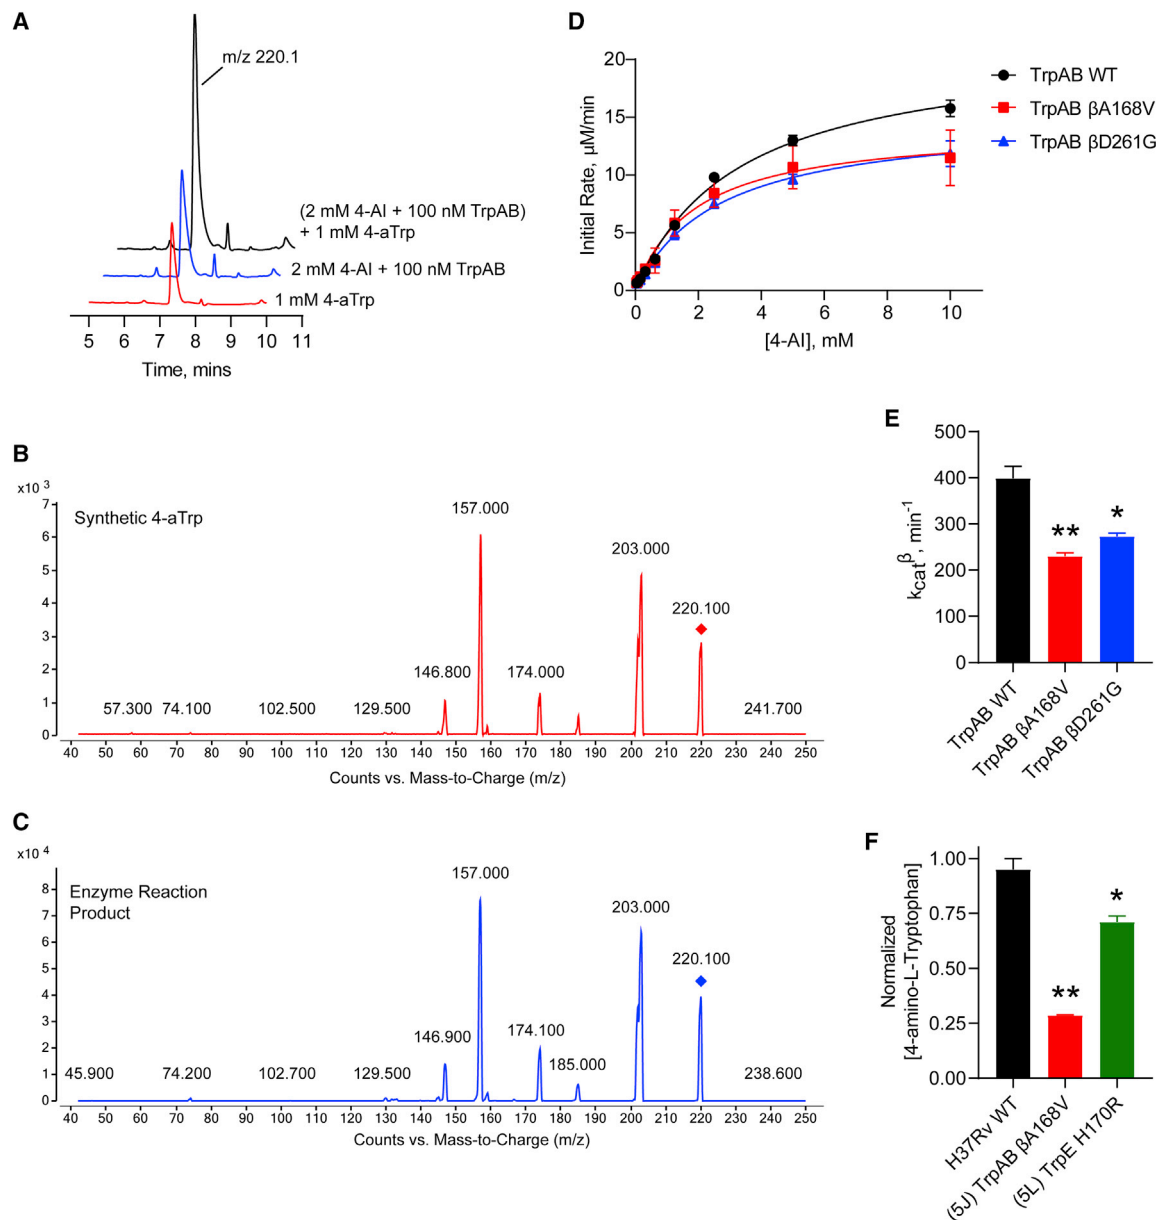 A
m/z 220.1
(2 mM 4-AI + 100 nM TrpAB)
+ 1 mM 4-aTrp
2 mM 4-AI + 100 nM TrpAB
1 mM 4-aTrp
5 6 7 8 9 10 11
Time, mins
B
x10 3
Synthetic 4-aTrp
7
6
5
4
3
2
1
0
57.300 74.100 102.500 129.500 146.800 157.000 174.000 203.000 220.100 241.700
40 50 60 70 80 90 100 110 120 130 140 150 160 170 180 190 200 210 220 230 240 250
Counts vs. Mass-to-Charge (m/z)
C
x10 4
Enzyme Reaction
Product
8
7
6
5
4
3
2
1
0
45.900 74.200 102.700 129.500 146.900 157.000 174.100 185.000 203.000 220.100 238.600
40 50 60 70 80 90 100 110 120 130 140 150 160 170 180 190 200 210 220 230 240 250
Counts vs. Mass-to-Charge (m/z)
D
Initial Rate, μM/min
20
15
10
5
0
0 2 4 6 8 10
[4-AI], mM
TrpAB WT
TrpAB βA168V
TrpAB βD261G
E
kcatβ, min-1
500
400
300
200
100
0
** *
TrpAB WT
TrpAB βA168V
TrpAB βD261G
F
Normalized
[4-amino-L-Tryptophan]
1.00
0.75
0.50
0.25
0.00
** *
H37Rv WT
(5J) TrpAB βA168V
(5L) TrpE H170R